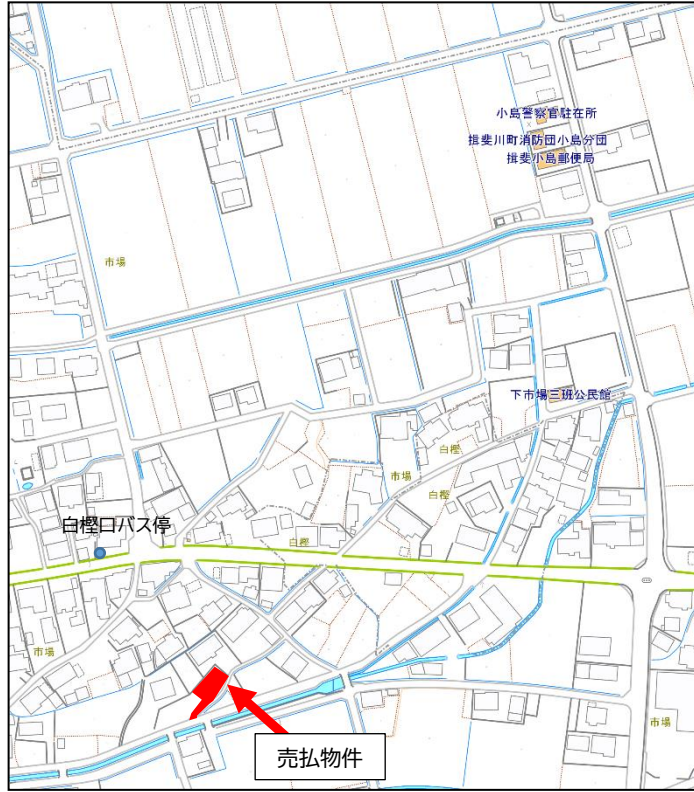 小島警察官駐在所
揖斐川町消防団小島分団
揖斐小島郵便局
市場
下市場三班公民館
白樫
市場
白樫
白樫口バス停
白樫
市場
市場
売払物件